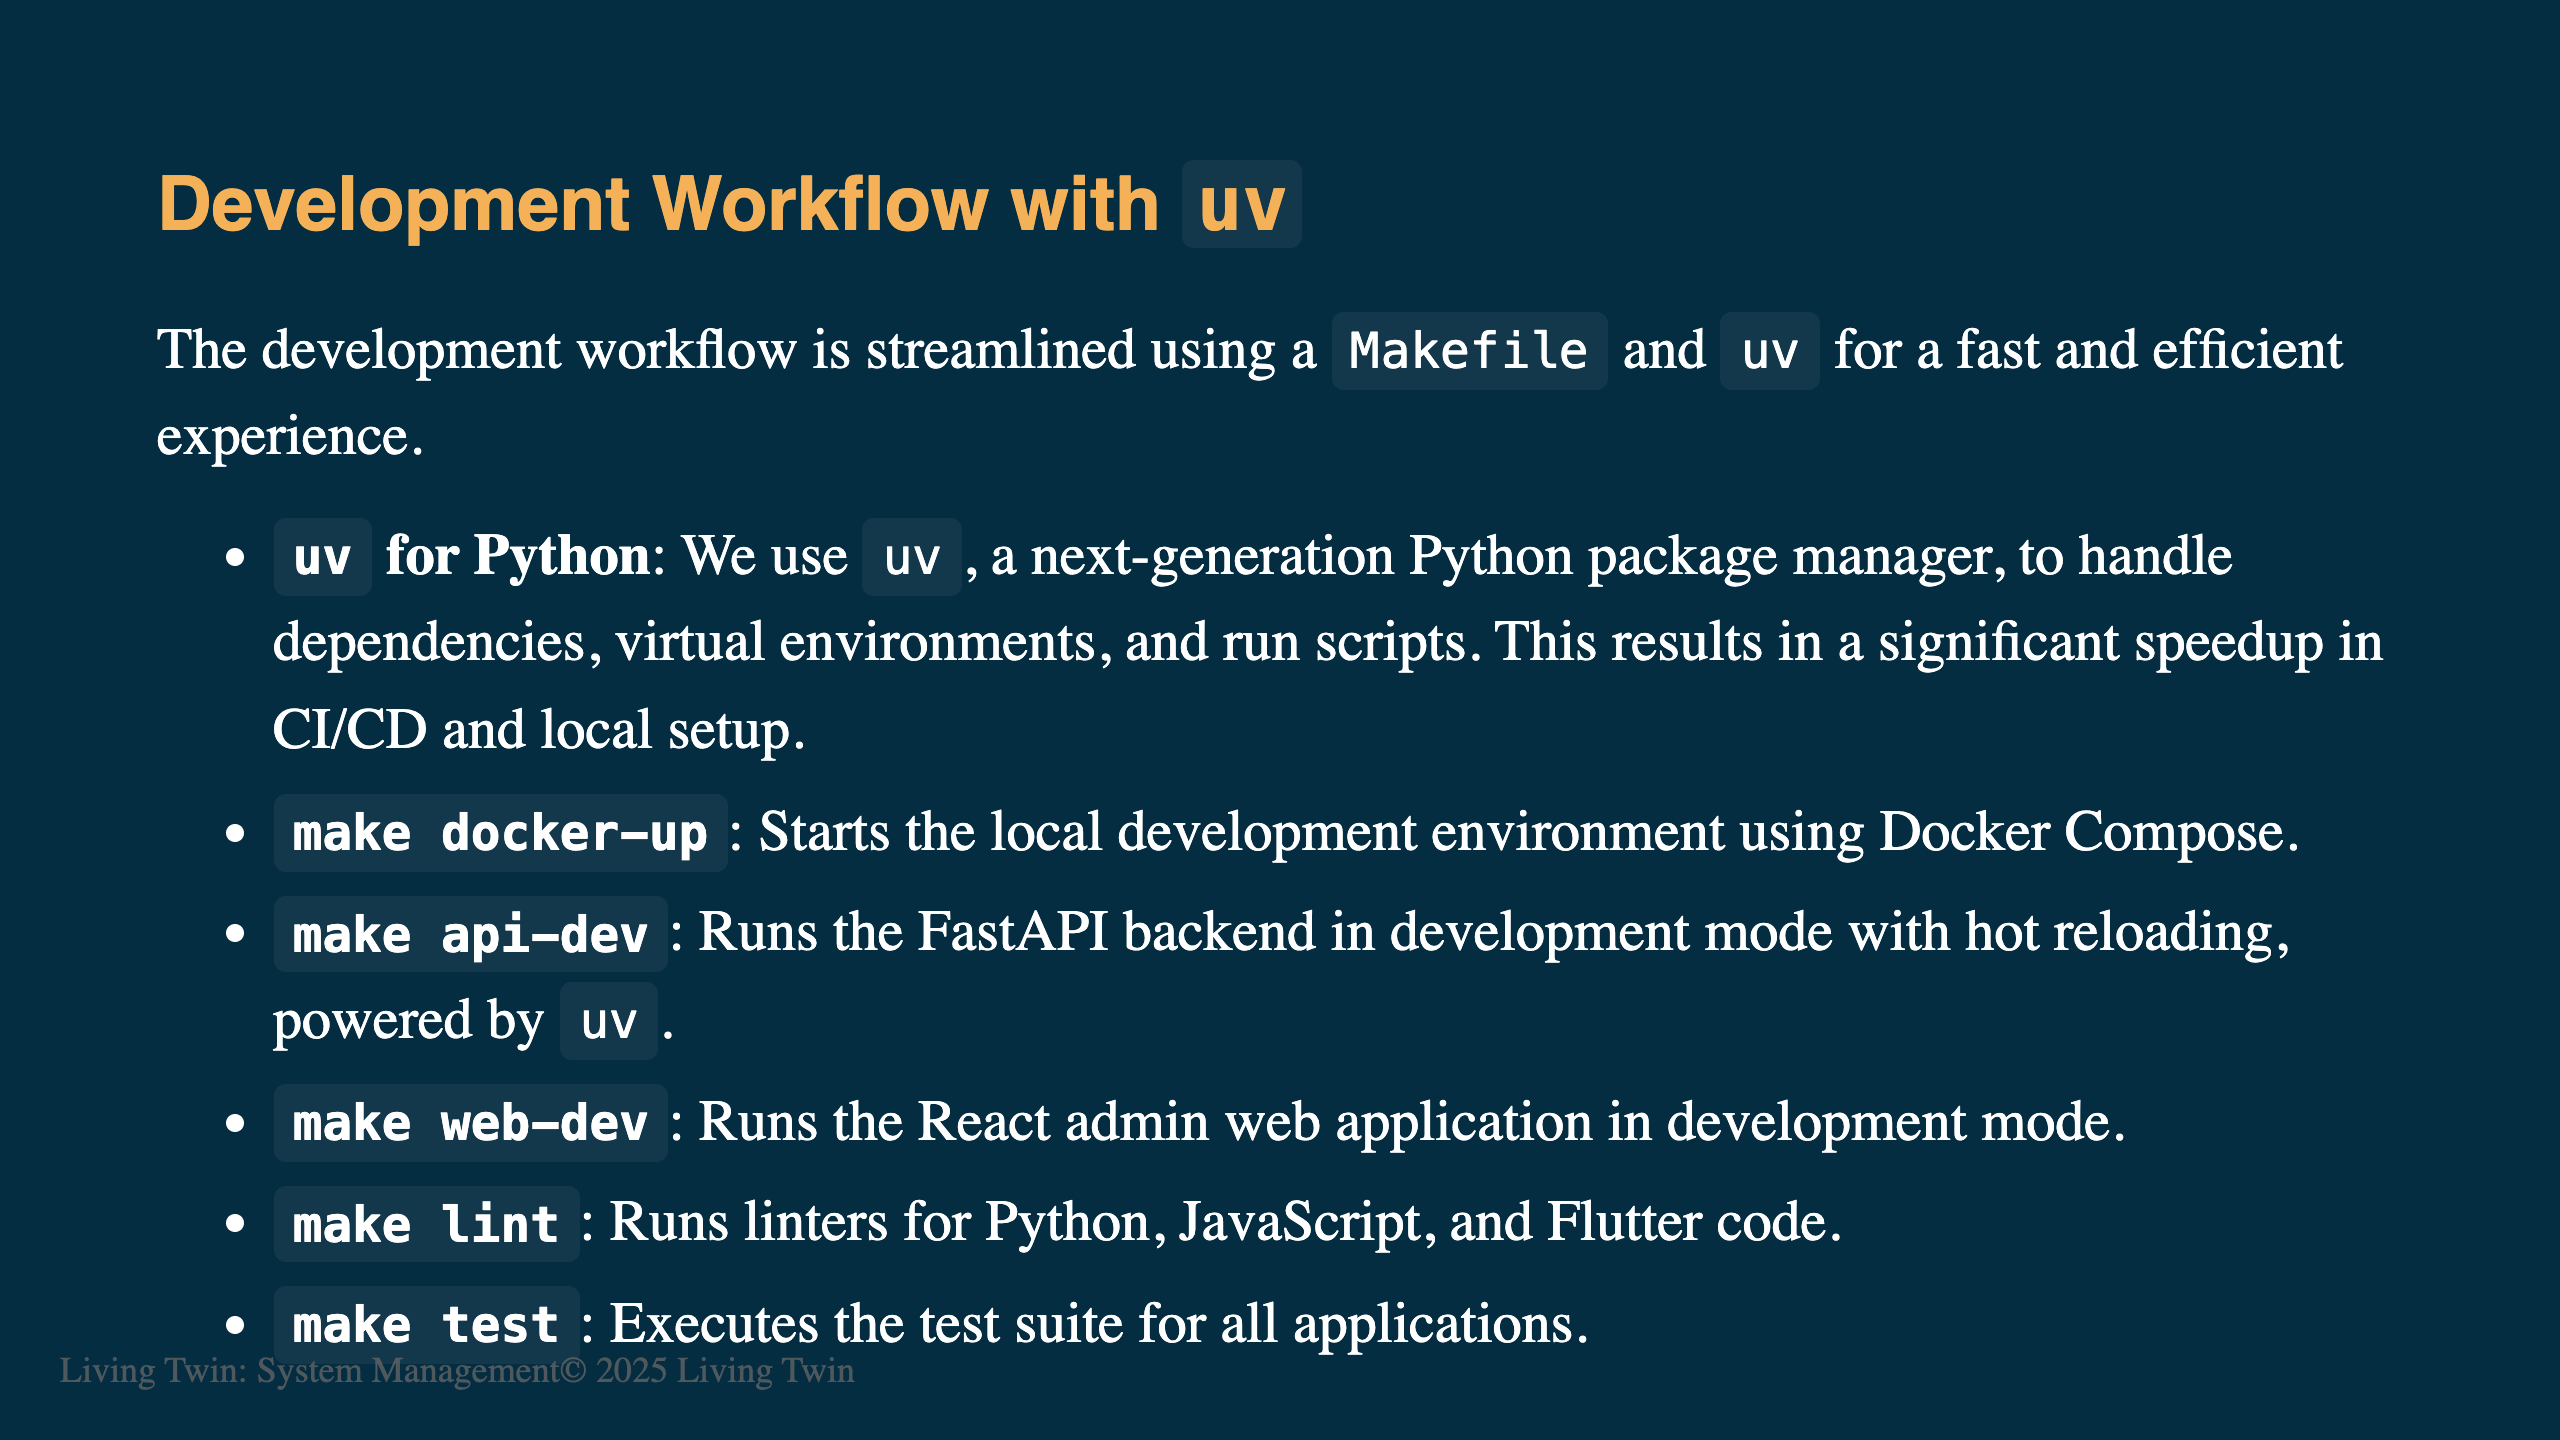 Development Workflow with uv
The development workflow is streamlined using a Makefile and uv for a fast and efficient
experience.
• uv for Python: We use uv, a next-generation Python package manager, to handle
dependencies, virtual environments, and run scripts. This results in a significant speedup in
CI/CD and local setup.
• make docker-up: Starts the local development environment using Docker Compose.
• make api-dev: Runs the FastAPI backend in development mode with hot reloading,
powered by uv.
• make web-dev: Runs the React admin web application in development mode.
• make lint: Runs linters for Python, JavaScript, and Flutter code.
• make test: Executes the test suite for all applications.
Living Twin: System Management© 2025 Living Twin